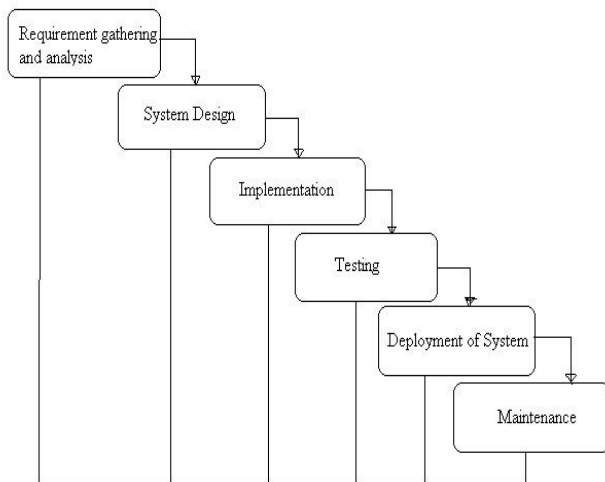 Requirement gathering
and analysis
System Design
Implementation
Testing
Deployment of System
Maintenance